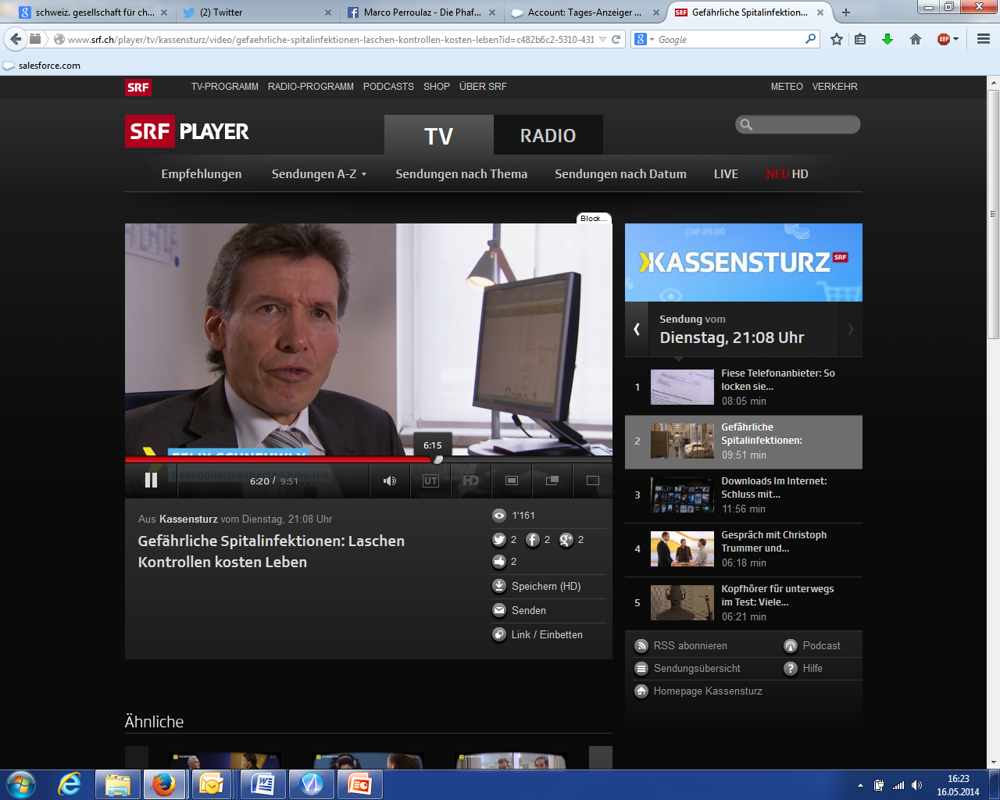 schweiz. gesellschaft für ch...
(2) Twitter
Marco Perroulaz - Die Phaf...
Account: Tages-Anzeiger ...
Gefährliche Spitalinfektion...
www.srf.ch/player/tv/kassensturz/video/gefaehrliche-spitalinfektionen-laschen-kontrollen-kosten-leben?id=c482b6c2-5310-431
Google
ABP
salesforce.com
SRF
TV-PROGRAMM RADIO-PROGRAMM PODCASTS SHOP ÜBER SRF
METEO VERKEHR
SRF PLAYER
TV
RADIO
Empfehlungen
Sendungen A-Z
Sendungen nach Thema
Sendungen nach Datum
LIVE
NEU HD
Block...
FELIX SCHNEUWLY
Gesundheitsexperte Comparis
6:15
6:20 / 9:51
UT
HD
Aus Kassensturz vom Dienstag, 21:08 Uhr
Gefährliche Spitalinfektionen: Laschen
Kontrollen kosten Leben
1'161
2 2 2
2
Speichern (HD)
Senden
Link / Einbetten
CHF 20.00
KASSENSTURZ SRF
Sendung vom
Dienstag, 21:08 Uhr
1
Fiese Telefonanbieter: So
locken sie...
08:05 min
2
Gefährliche
Spitalinfektionen:
09:51 min
3
Downloads Im Internet:
Schluss mit...
11:56 min
4
Gespräch mit Christoph
Trummer und...
06:18 min
5
Kopfhörer für unterwegs
im Test: Viele...
06:21 min
RSS abonnieren
Podcast
Sendungsübersicht
Hilfe
Homepage Kassensturz
Ähnliche
16:23
16.05.2014